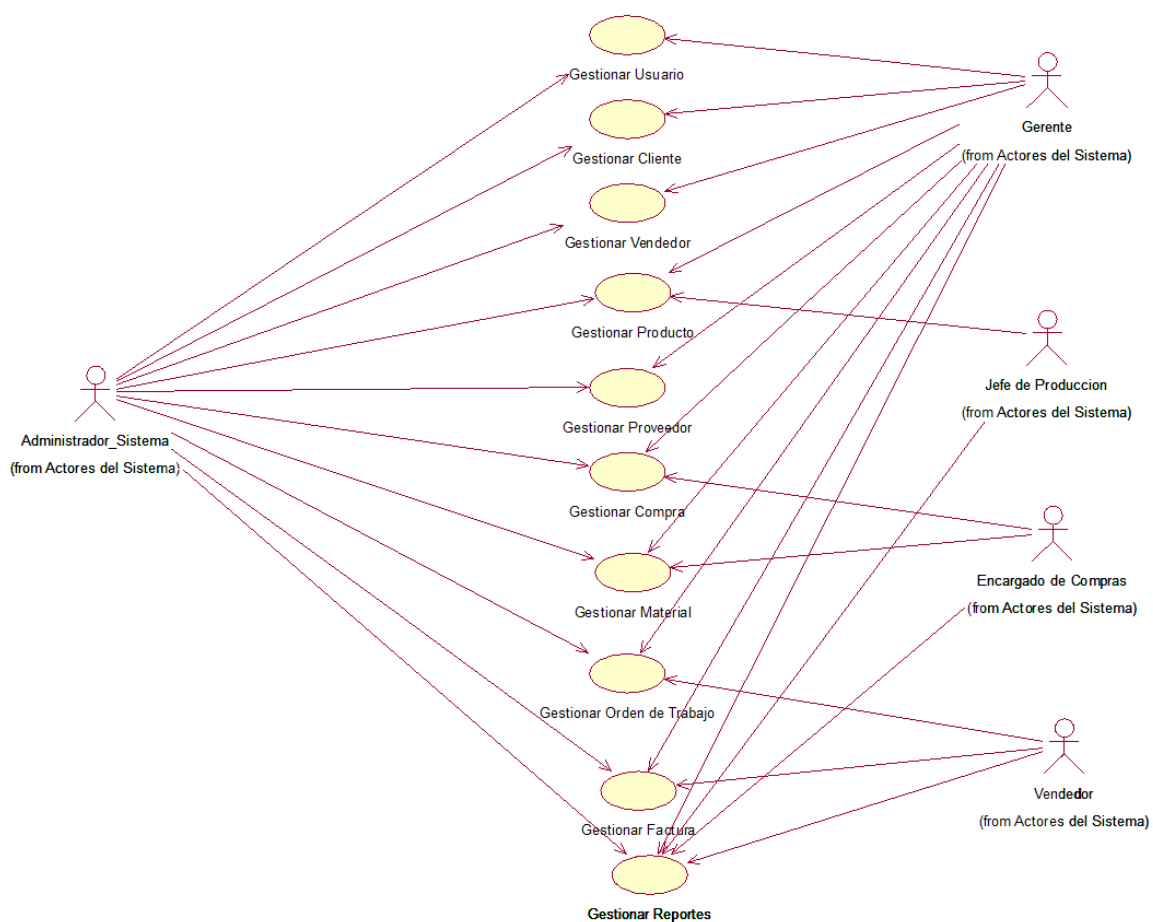 Gestionar Usuario
Gerente
(from Actores del Sistema)
Gestionar Cliente
Gestionar Vendedor
Gestionar Producto
Jefe de Produccion
(from Actores del Sistema)
Gestionar Proveedor
Administrador_Sistema
(from Actores del Sistema)
Gestionar Compra
Encargado de Compras
(from Actores del Sistema)
Gestionar Material
Gestionar Orden de Trabajo
Vendedor
(from Actores del Sistema)
Gestionar Factura
Gestionar Reportes